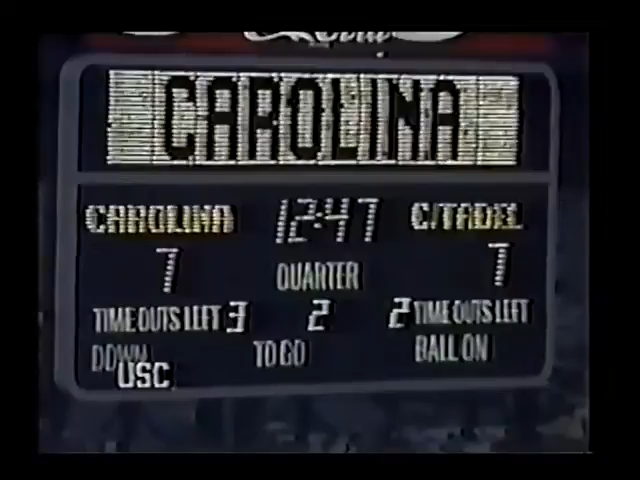 CAROLINA
CAROLINA 12:47 CITADEL
7 QUARTER 7
TIME OUTS LEFT 3 2 2 TIME OUTS LEFT
DOWN TO GO BALL ON
USC